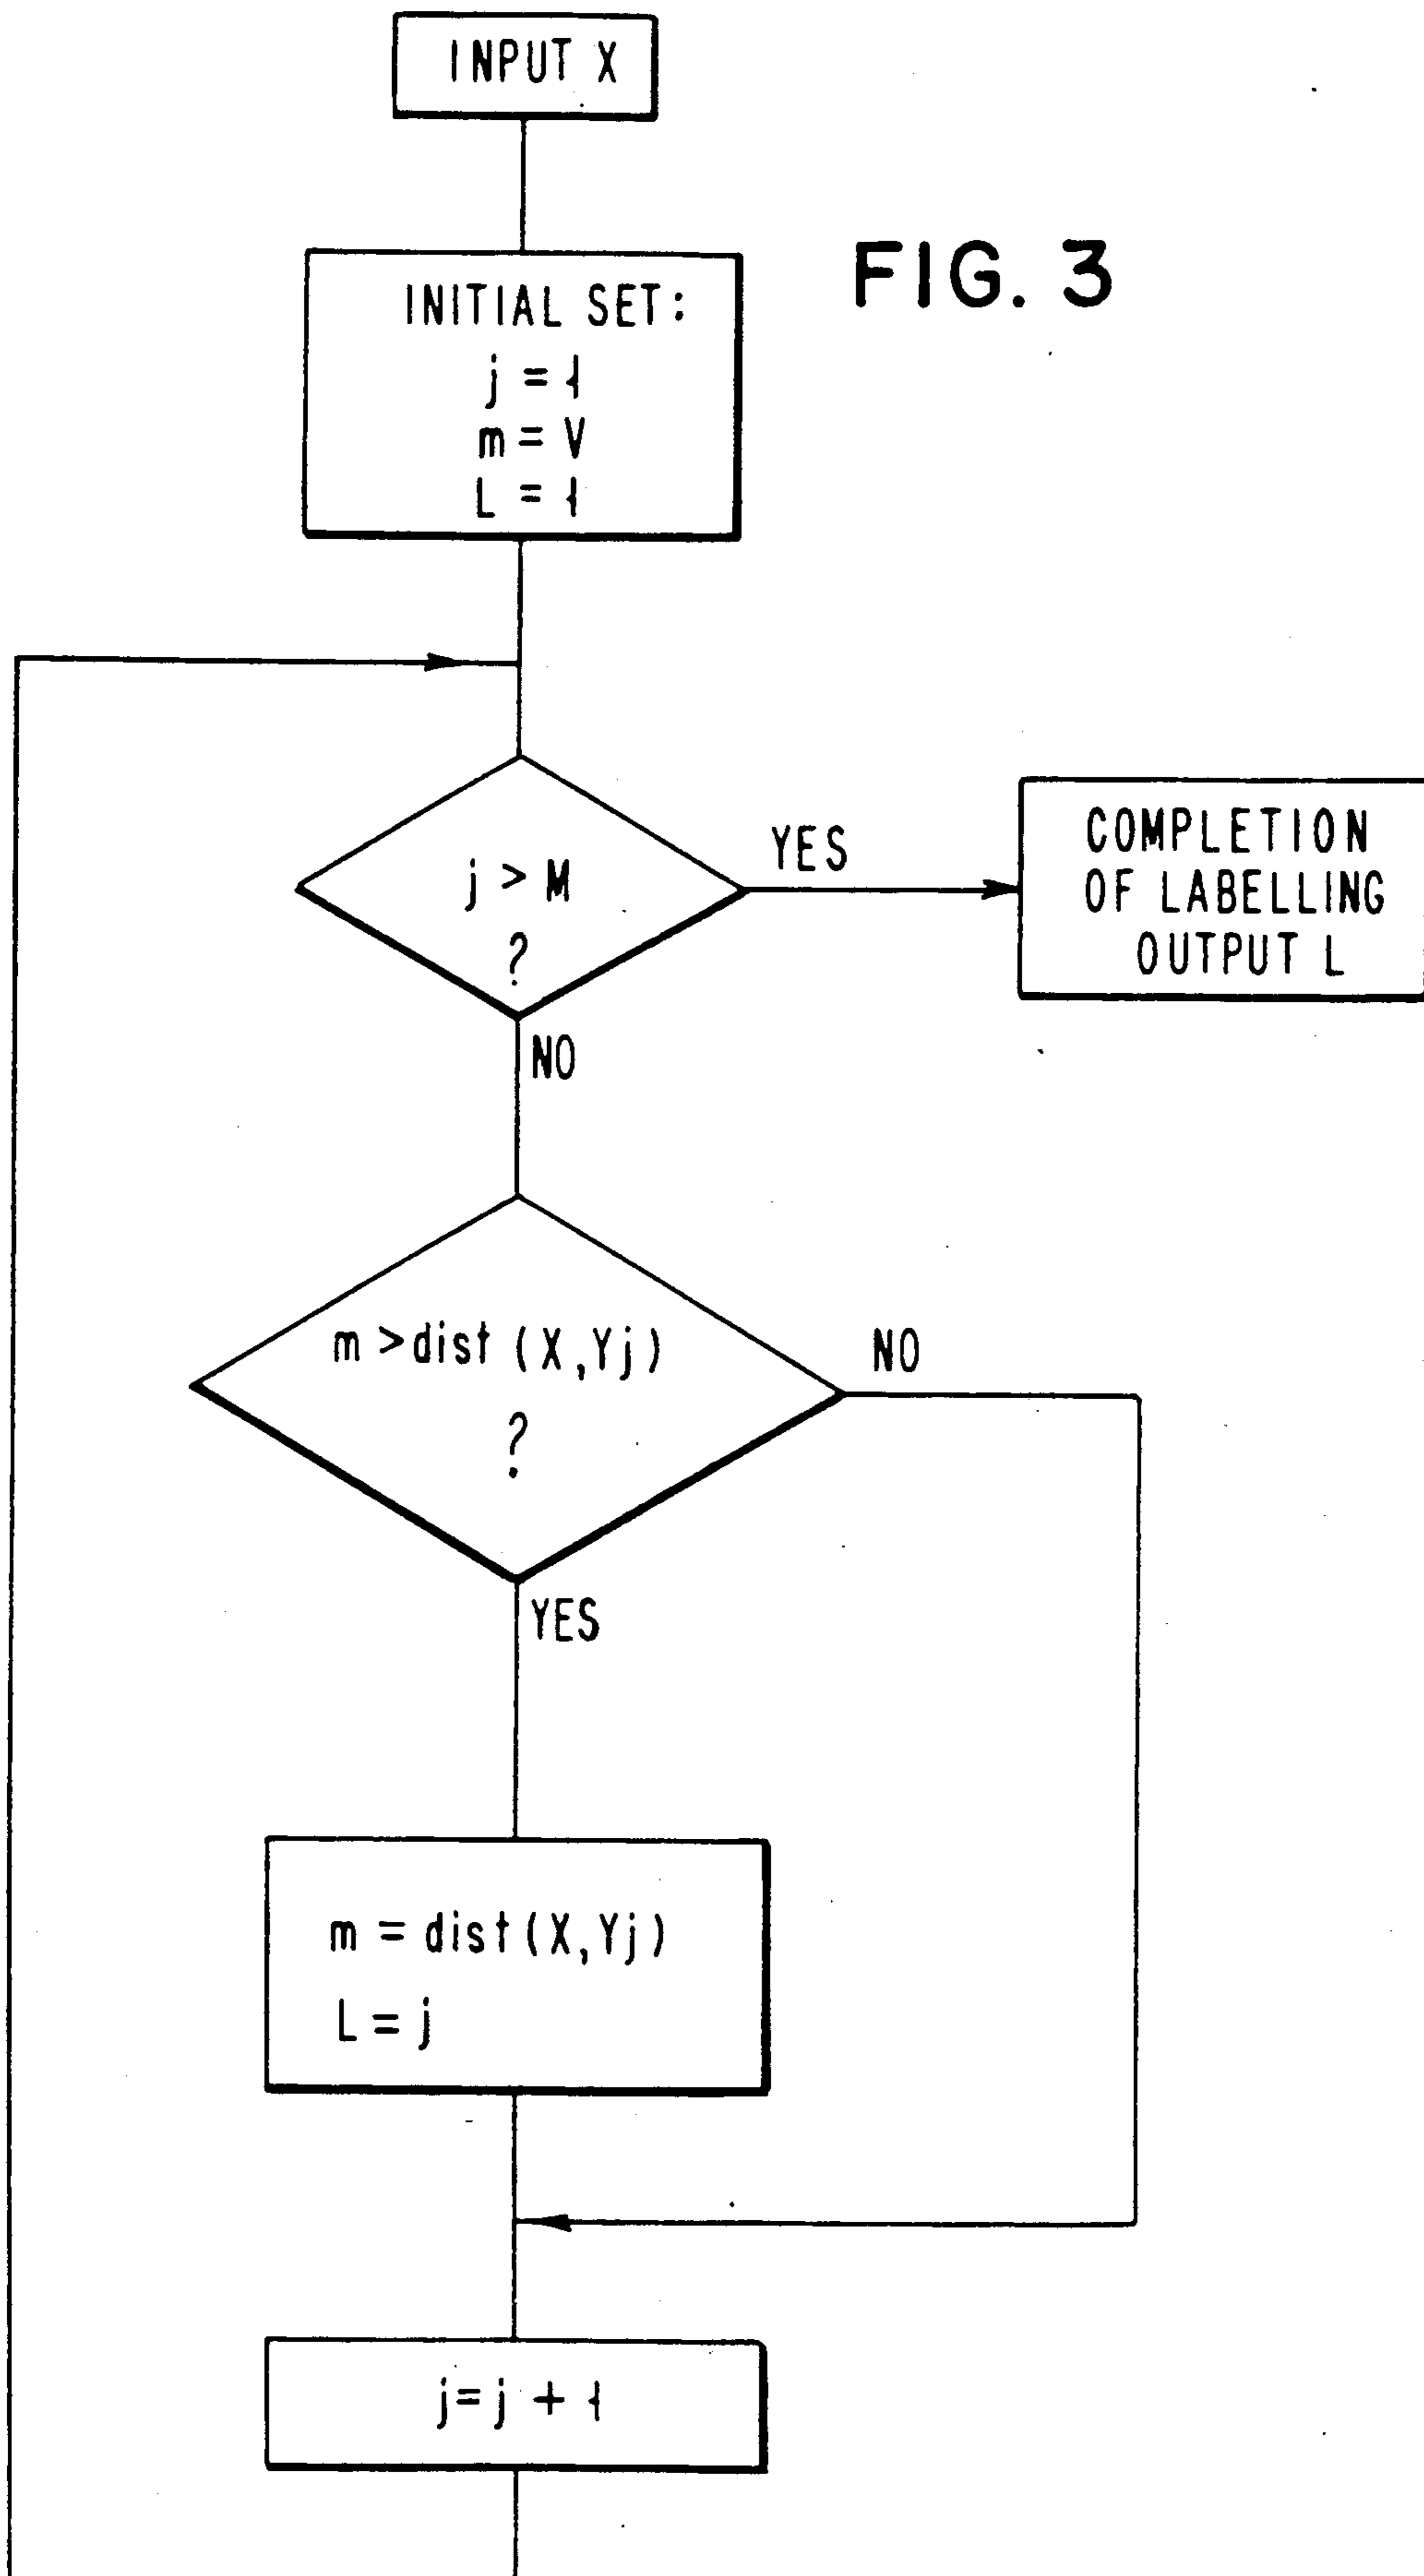 INPUT X
FIG. 3
INITIAL SET:
j = 1
m = V
L = 1
j > M
?
YES
COMPLETION
OF LABELLING
OUTPUT L
NO
m >dist (X,Yj)
?
NO
YES
m = dist(X,Yj)
L = j
j=j + 1